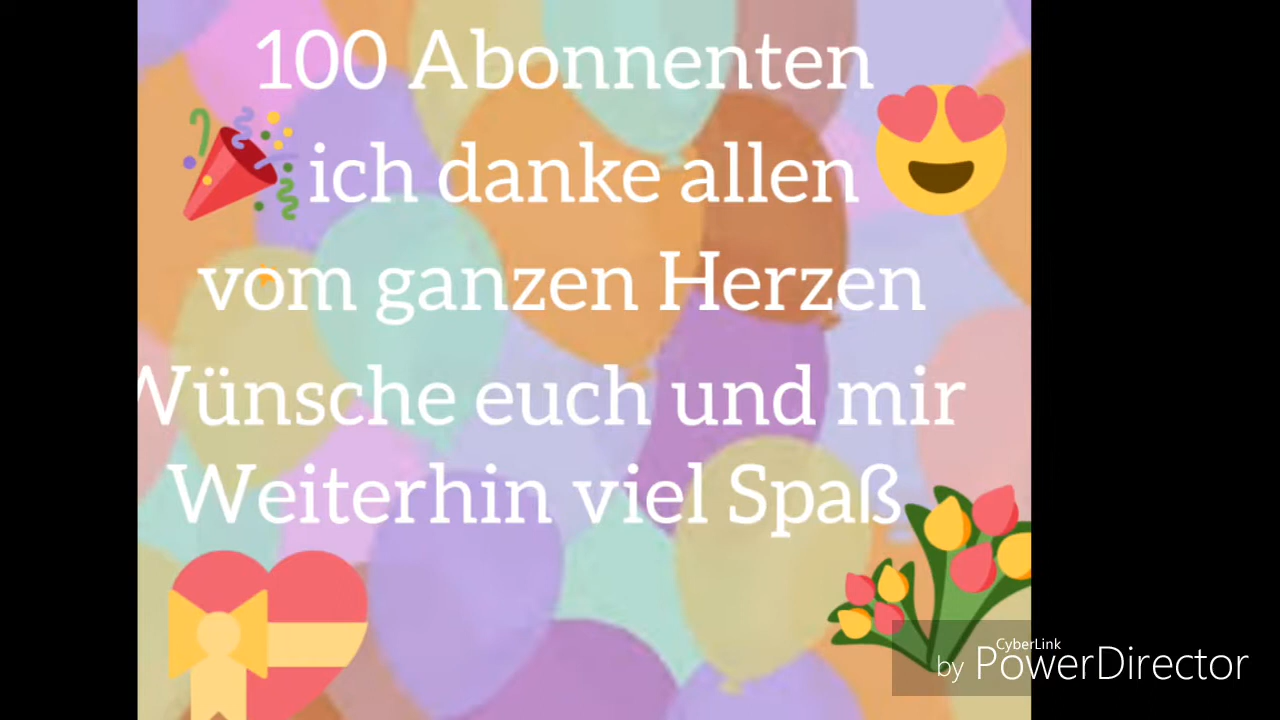 100 Abonnenten
ich danke allen
vom ganzen Herzen
Wünsche euch und mir
Weiterhin viel Spaß
CyberLink
by PowerDirector